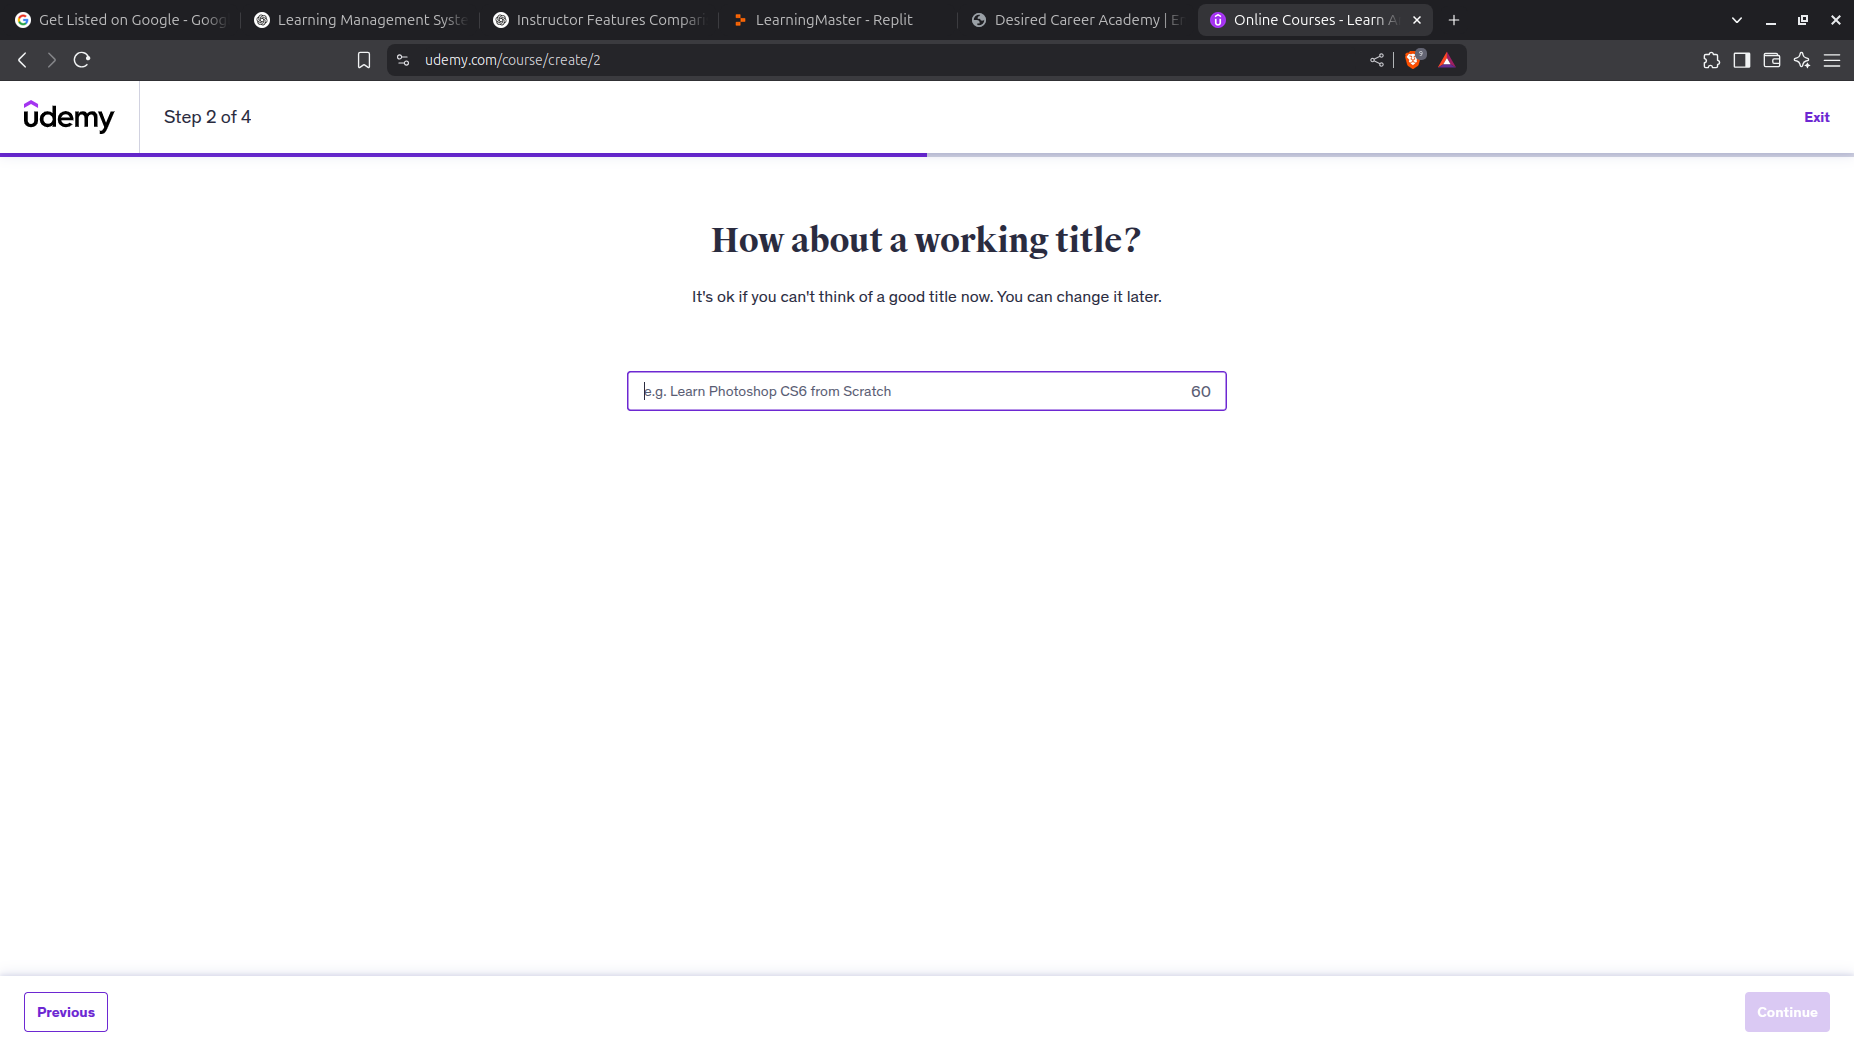 Get Listed on Google - Goog
Learning Management Syste
Instructor Features Compari
LearningMaster - Replit
Desired Career Academy | En
Online Courses - Learn A
udemy.com/course/create/2
9
udemy
Step 2 of 4
Exit
How about a working title?
It's ok if you can't think of a good title now. You can change it later.
e.g. Learn Photoshop CS6 from Scratch
60
Previous
Continue